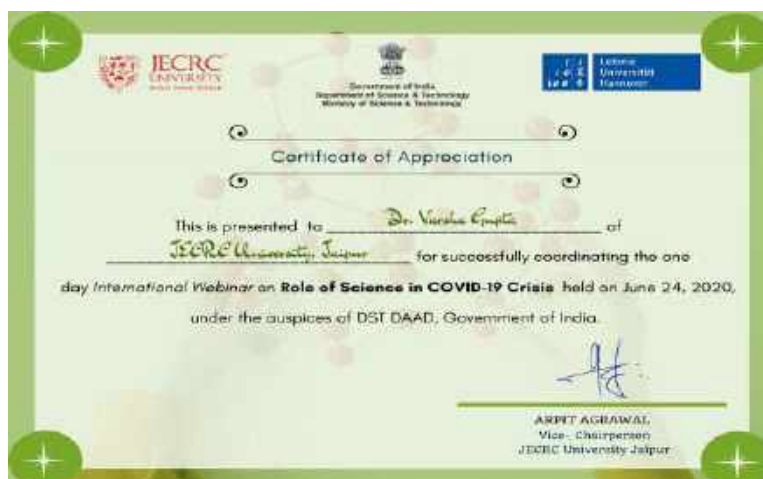 JECRC
UNIVERSITY
Government of India
Department of Science & Technology
Ministry of Science & Technology
Leibniz
Universität
Hannover
Certificate of Appreciation
This is presented to Dr. Varsha Gupta of
JECRC University, Jaipur for successfully coordinating the one
day International Webinar on Role of Science in COVID-19 Crisis held on June 24, 2020,
under the auspices of DST DAAD, Government of India.
ARPIT AGRAWAL
Vice- Chairperson
JECRC University Jaipur